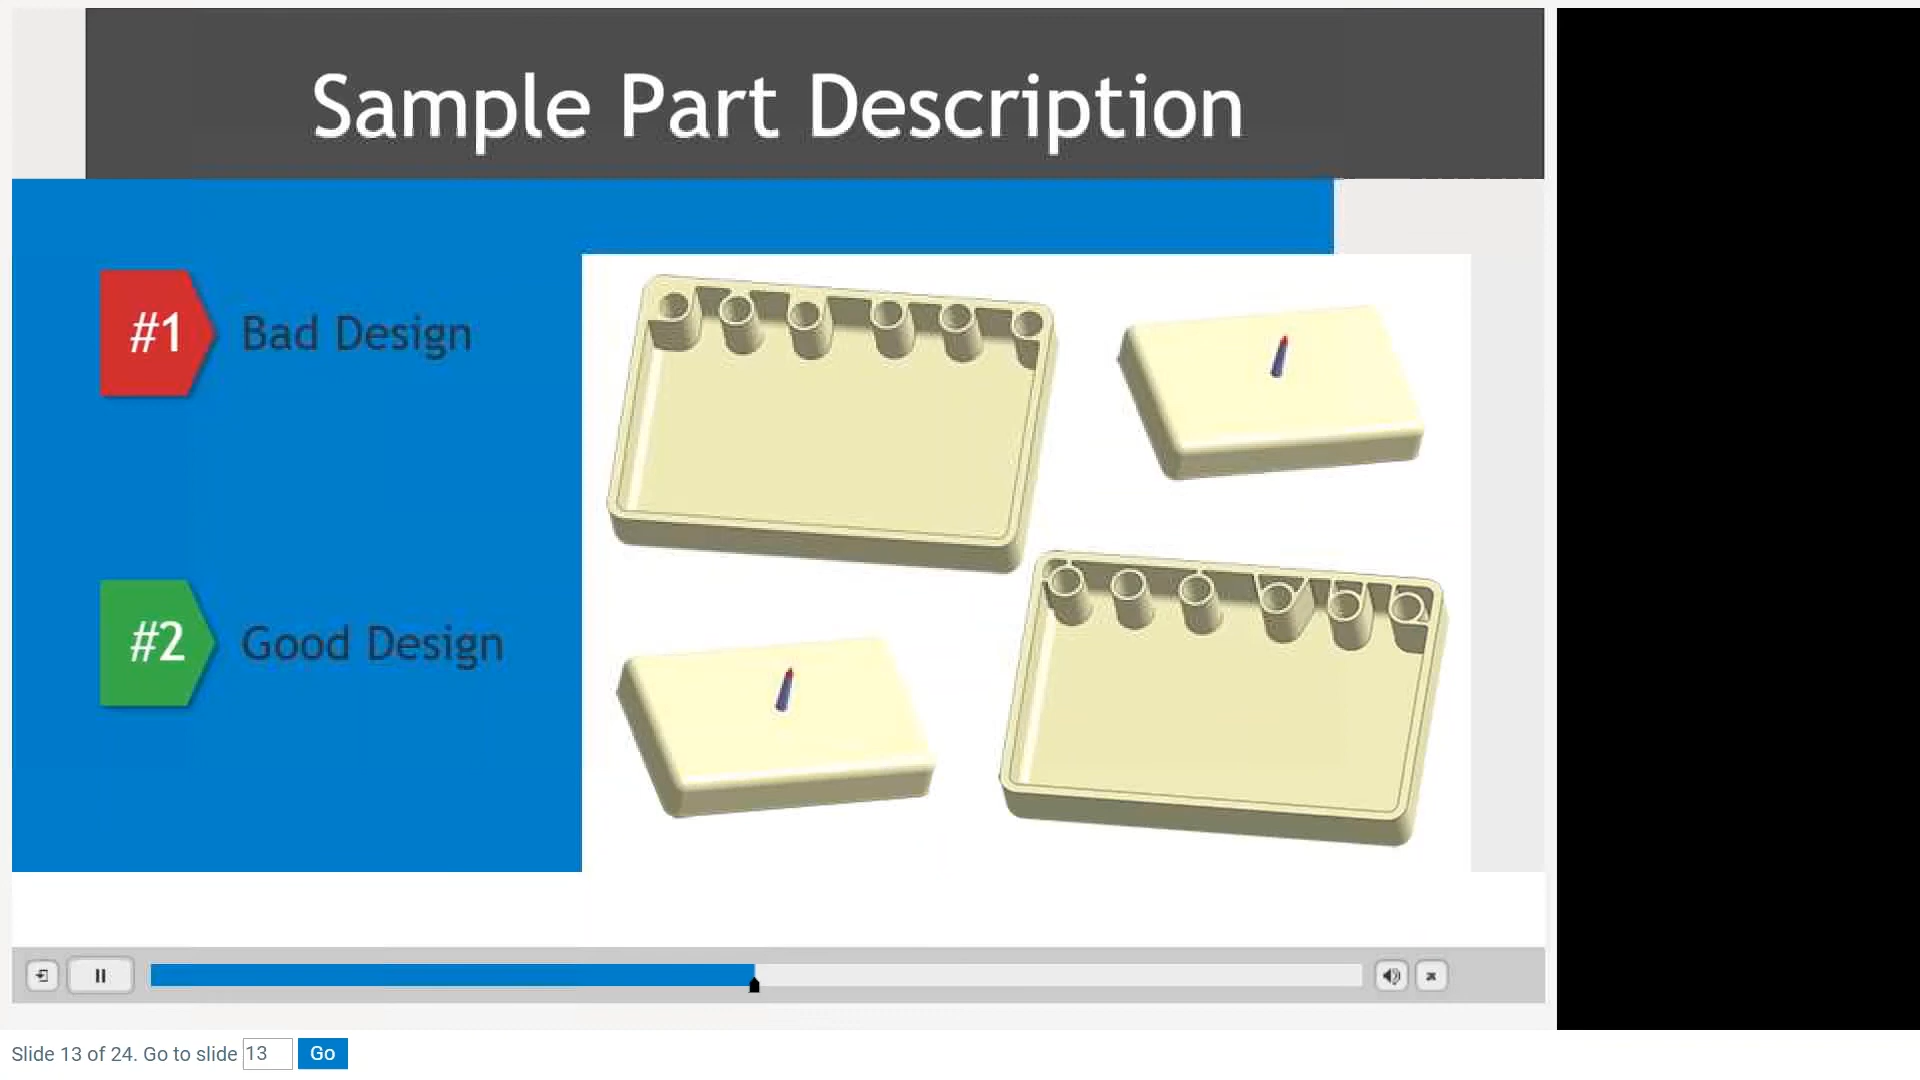 Sample Part Description
#1 Bad Design
#2 Good Design
Slide 13 of 24. Go to slide 13 Go